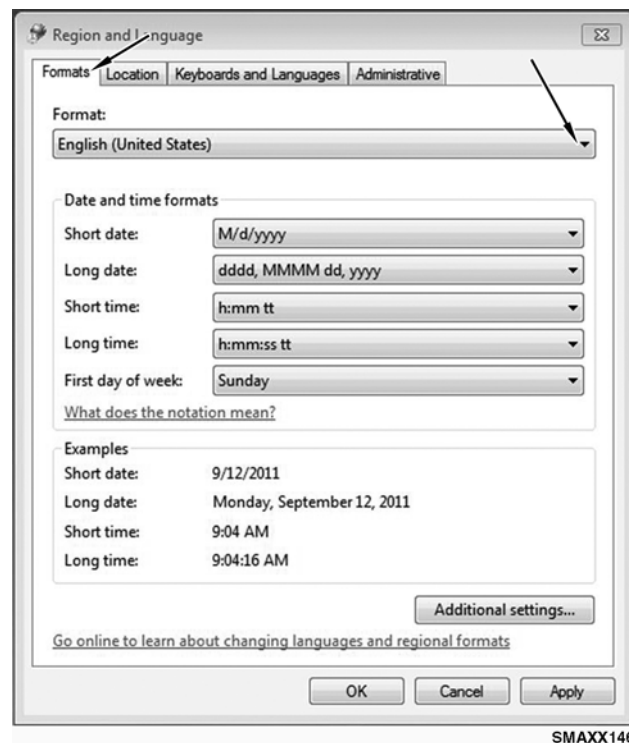 Region and Language
Formats Location Keyboards and Languages Administrative
Format:
English (United States)
Date and time formats
Short date: M/d/yyyy
Long date: dddd, MMMM dd, yyyy
Short time: h:mm tt
Long time: h:mm:ss tt
First day of week: Sunday
What does the notation mean?
Examples
Short date: 9/12/2011
Long date: Monday, September 12, 2011
Short time: 9:04 AM
Long time: 9:04:16 AM
Additional settings...
Go online to learn about changing languages and regional formats
OK Cancel Apply
SMAXX146